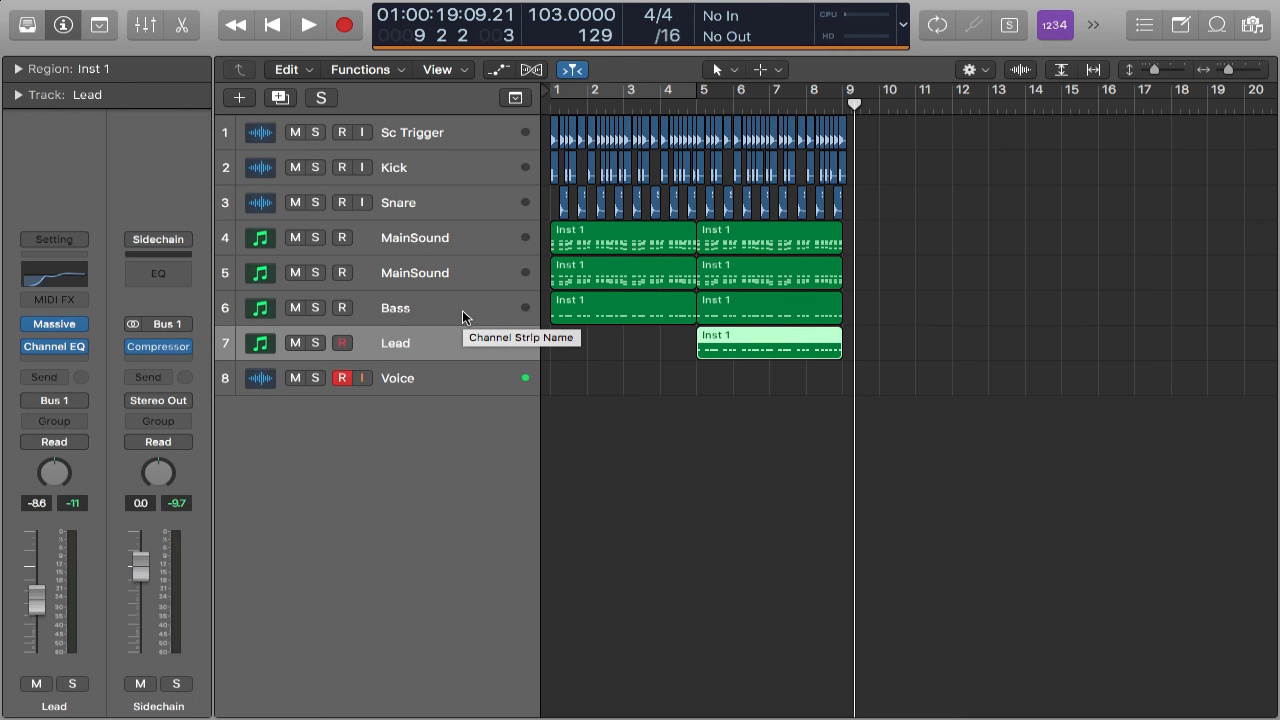 01:00:19:09.21
0009 2 2 003
103.0000
129
4/4
/16
No In
No Out
CPU
HD
1234
Region: Inst 1
Track: Lead
Edit
Functions
View
S
1 2 3 4 5 6 7 8 9 10 11 12 13 14 15 16 17 18 19 20
1 M S R I Sc Trigger
2 M S R I Kick
3 M S R I Snare
4 M S R MainSound
Inst 1 Inst 1
5 M S R MainSound
Inst 1 Inst 1
6 M S R Bass
Inst 1 Inst 1
Channel Strip Name
7 M S R Lead
Inst 1
8 M S R I Voice
Setting
MIDI FX
Massive
Channel EQ
Send
Bus 1
Group
Read
-8.6 -11
M S
Lead
Sidechain
EQ
Bus 1
Compressor
Send
Stereo Out
Group
Read
0.0 -9.7
M S
Sidechain